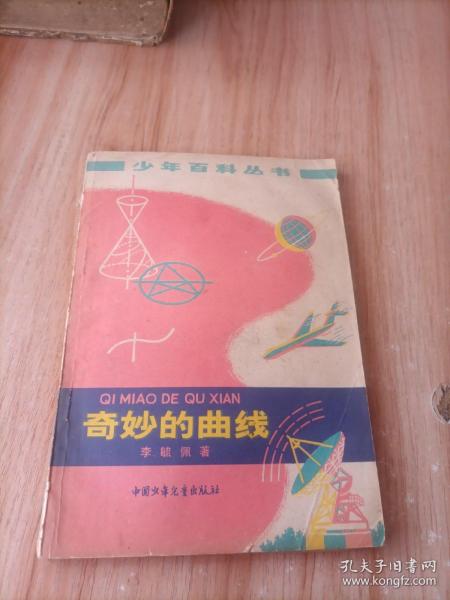 少年百科丛书
QI MIAO DE QU XIAN
奇妙的曲线
李毓佩著
中国少年儿童出版社
孔夫子旧书网
www.kongfz.com